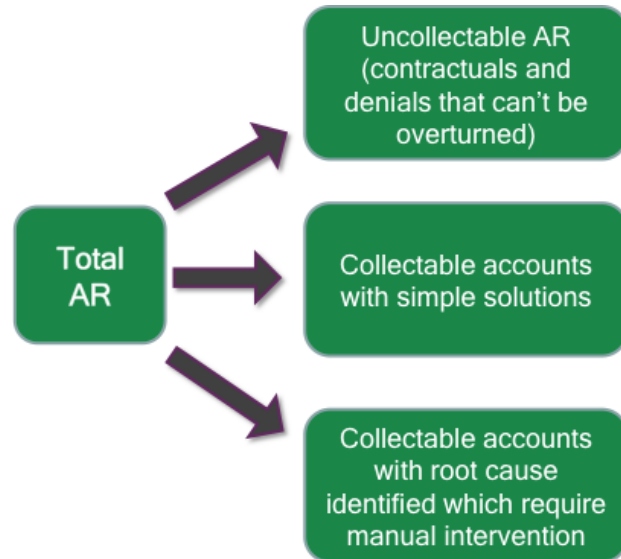 Uncollectable AR
(contractuals and
denials that can't be
overturned)
Total
AR
Collectable accounts
with simple solutions
Collectable accounts
with root cause
identified which require
manual intervention